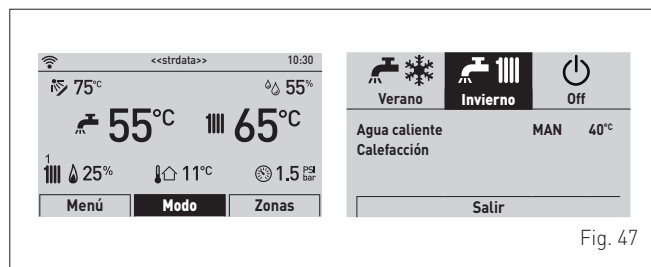 <<strdata>> 10:30
75°C 55%
55°C 65°C
1
25% 11°C 1.5 PSI bar
Menú Modo Zonas
Verano Invierno Off
Agua caliente MAN 40°C
Calefacción
Salir
Fig. 47